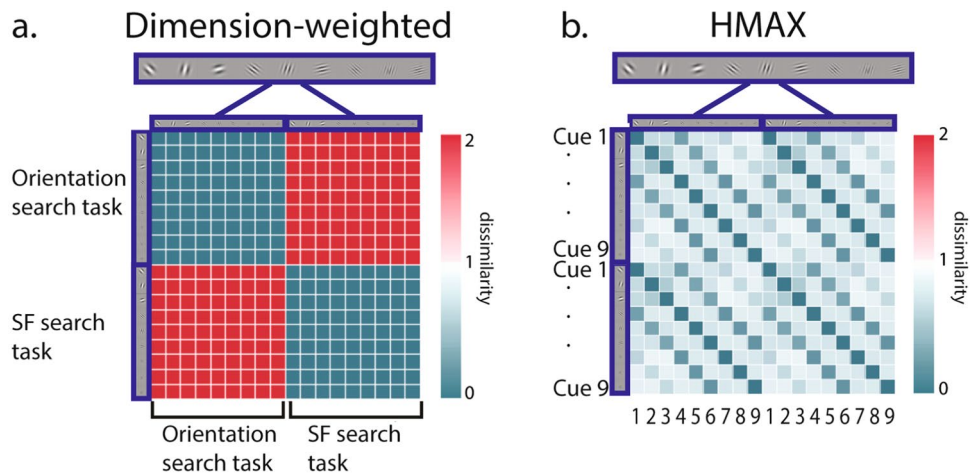 a. Dimension-weighted
Orientation
search task
SF search
task
2
1
0
dissimilarity
Orientation
search task
SF search
task
b. HMAX
Cue 1
.
.
.
Cue 9
Cue 1
.
.
.
Cue 9
1 2 3 4 5 6 7 8 9 1 2 3 4 5 6 7 8 9
2
1
0
dissimilarity